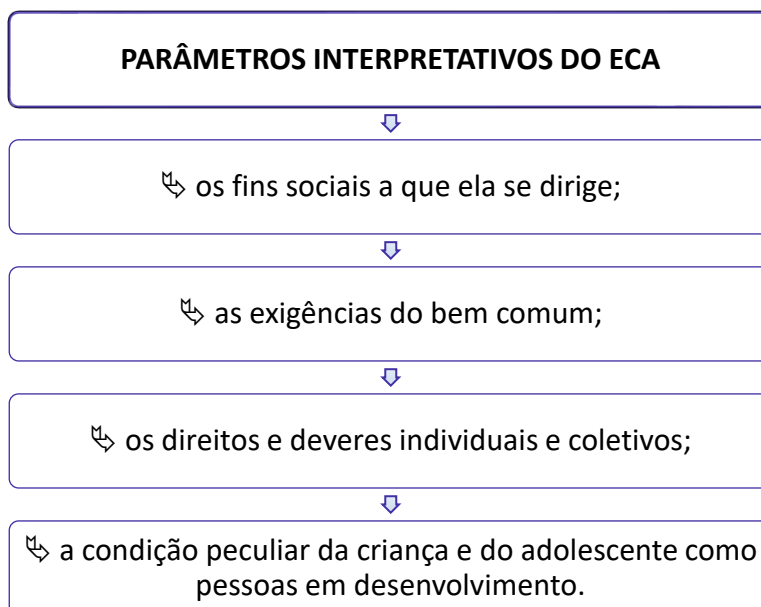 PARÂMETROS INTERPRETATIVOS DO ECA
↳ os fins sociais a que ela se dirige;
↳ as exigências do bem comum;
↳ os direitos e deveres individuais e coletivos;
↳ a condição peculiar da criança e do adolescente como
pessoas em desenvolvimento.